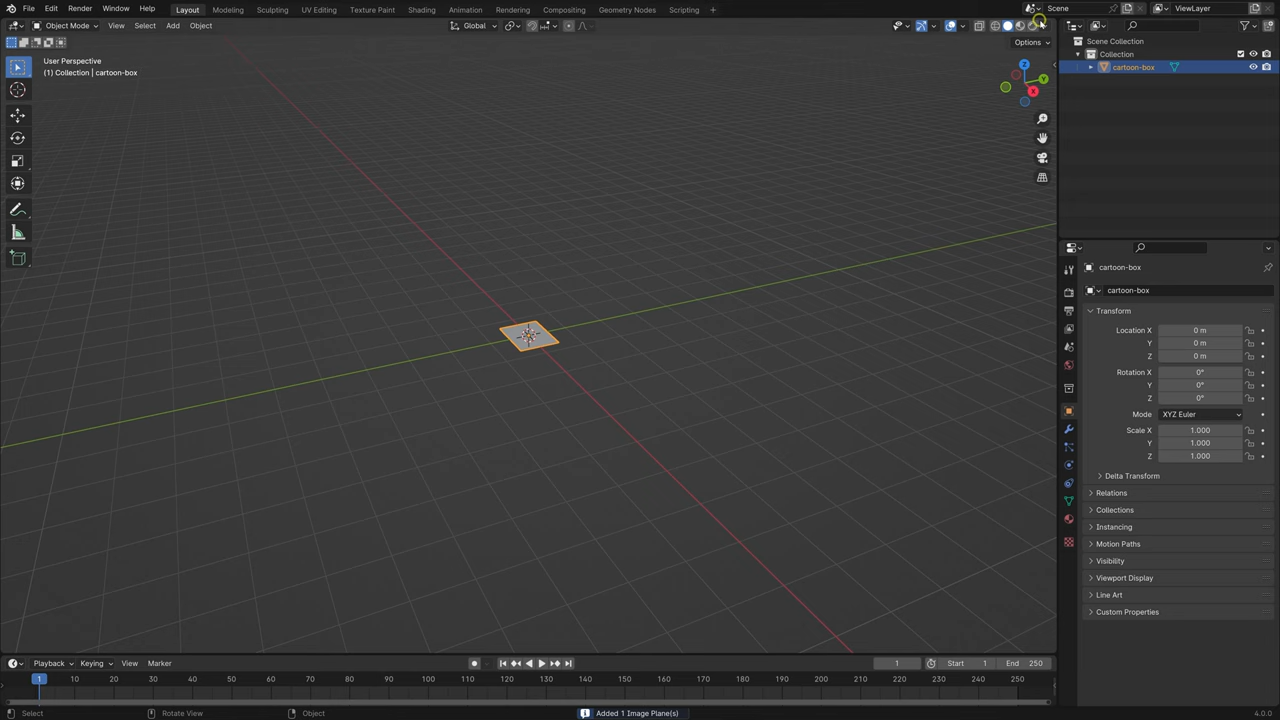 File Edit Render Window Help Layout Modeling Sculpting UV Editing Texture Paint Shading Animation Rendering Compositing Geometry Nodes Scripting + Scene ViewLayer
Object Mode View Select Add Object Global
Options
User Perspective
(1) Collection | cartoon-box
Z
Y
X
Scene Collection
Collection
cartoon-box
cartoon-box
cartoon-box
Transform
Location X 0 m
Y 0 m
Z 0 m
Rotation X 0°
Y 0°
Z 0°
Mode XYZ Euler
Scale X 1.000
Y 1.000
Z 1.000
Delta Transform
Relations
Collections
Instancing
Motion Paths
Visibility
Viewport Display
Line Art
Custom Properties
Playback Keying View Marker 1 Start 1 End 250
1 10 20 30 40 50 60 70 80 90 100 110 120 130 140 150 160 170 180 190 200 210 220 230 240 250
Select Rotate View Object Added 1 Image Plane(s) 4.0.0